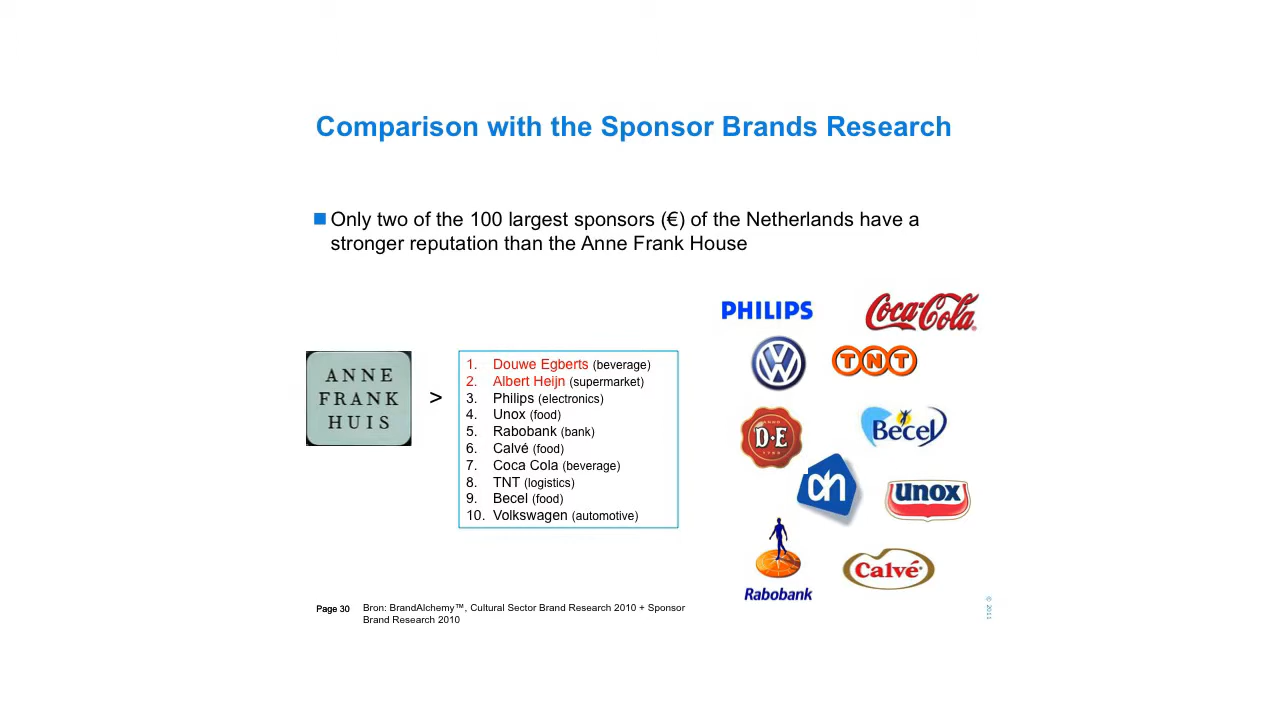 Comparison with the Sponsor Brands Research
Only two of the 100 largest sponsors (€) of the Netherlands have a
stronger reputation than the Anne Frank House
ANNE
FRANK
HUIS
>
1. Douwe Egberts (beverage)
2. Albert Heijn (supermarket)
3. Philips (electronics)
4. Unox (food)
5. Rabobank (bank)
6. Calvé (food)
7. Coca Cola (beverage)
8. TNT (logistics)
9. Becel (food)
10. Volkswagen (automotive)
PHILIPS
Coca-Cola
VW
TNT
D·E
Becel
ah
unox
Calvé
Rabobank
Page 30
Bron: BrandAlchemy™, Cultural Sector Brand Research 2010 + Sponsor
Brand Research 2010
© 2011